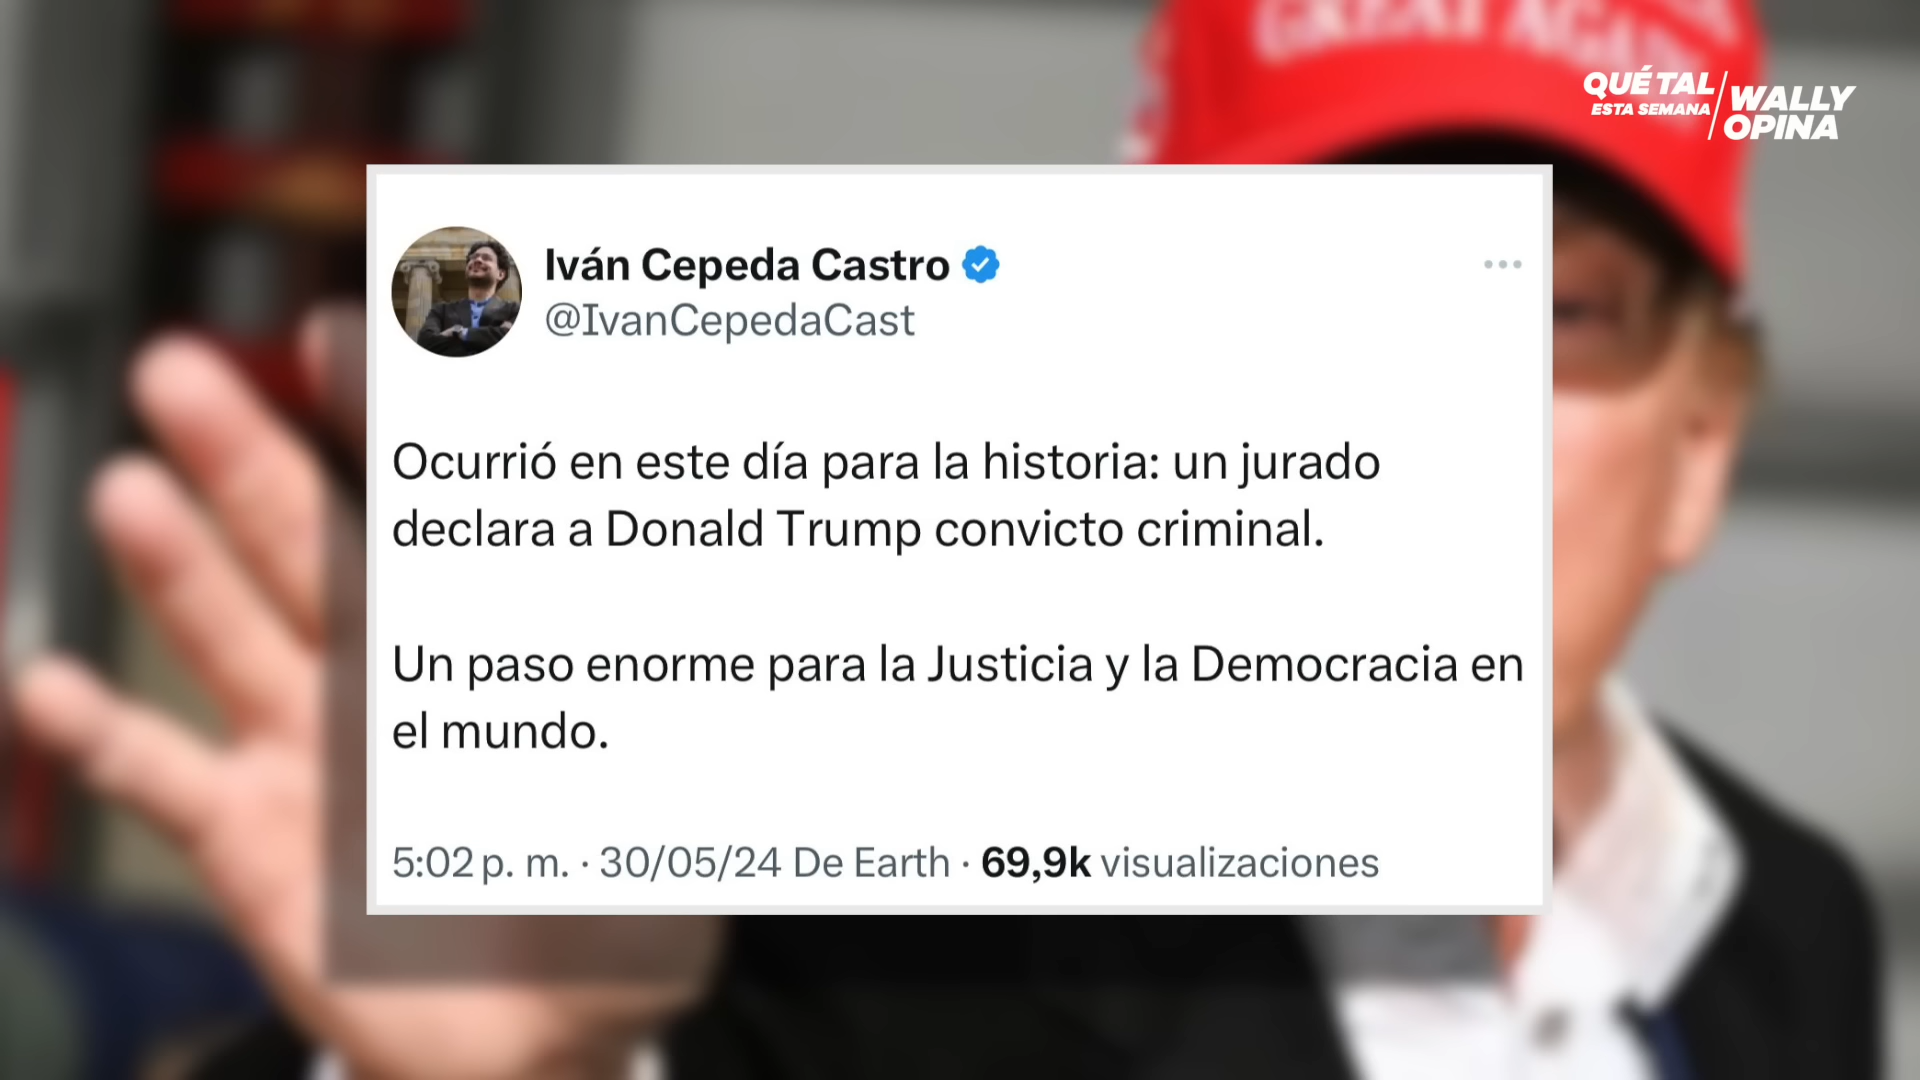 GREAT AGAIN
QUÉ TAL
ESTA SEMANA
WALLY
OPINA
Iván Cepeda Castro
@IvanCepedaCast
Ocurrió en este día para la historia: un jurado
declara a Donald Trump convicto criminal.
Un paso enorme para la Justicia y la Democracia en
el mundo.
5:02 p. m. · 30/05/24 De Earth · 69,9k visualizaciones